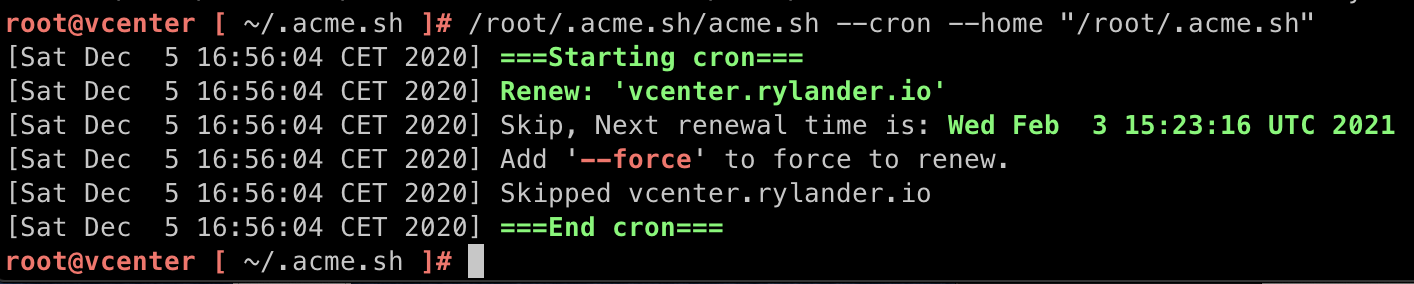 root@vcenter [ ~/.acme.sh ]# /root/.acme.sh/acme.sh --cron --home "/root/.acme.sh"
[Sat Dec  5 16:56:04 CET 2020] ===Starting cron===
[Sat Dec  5 16:56:04 CET 2020] Renew: 'vcenter.rylander.io'
[Sat Dec  5 16:56:04 CET 2020] Skip, Next renewal time is: Wed Feb  3 15:23:16 UTC 2021
[Sat Dec  5 16:56:04 CET 2020] Add '--force' to force to renew.
[Sat Dec  5 16:56:04 CET 2020] Skipped vcenter.rylander.io
[Sat Dec  5 16:56:04 CET 2020] ===End cron===
root@vcenter [ ~/.acme.sh ]#